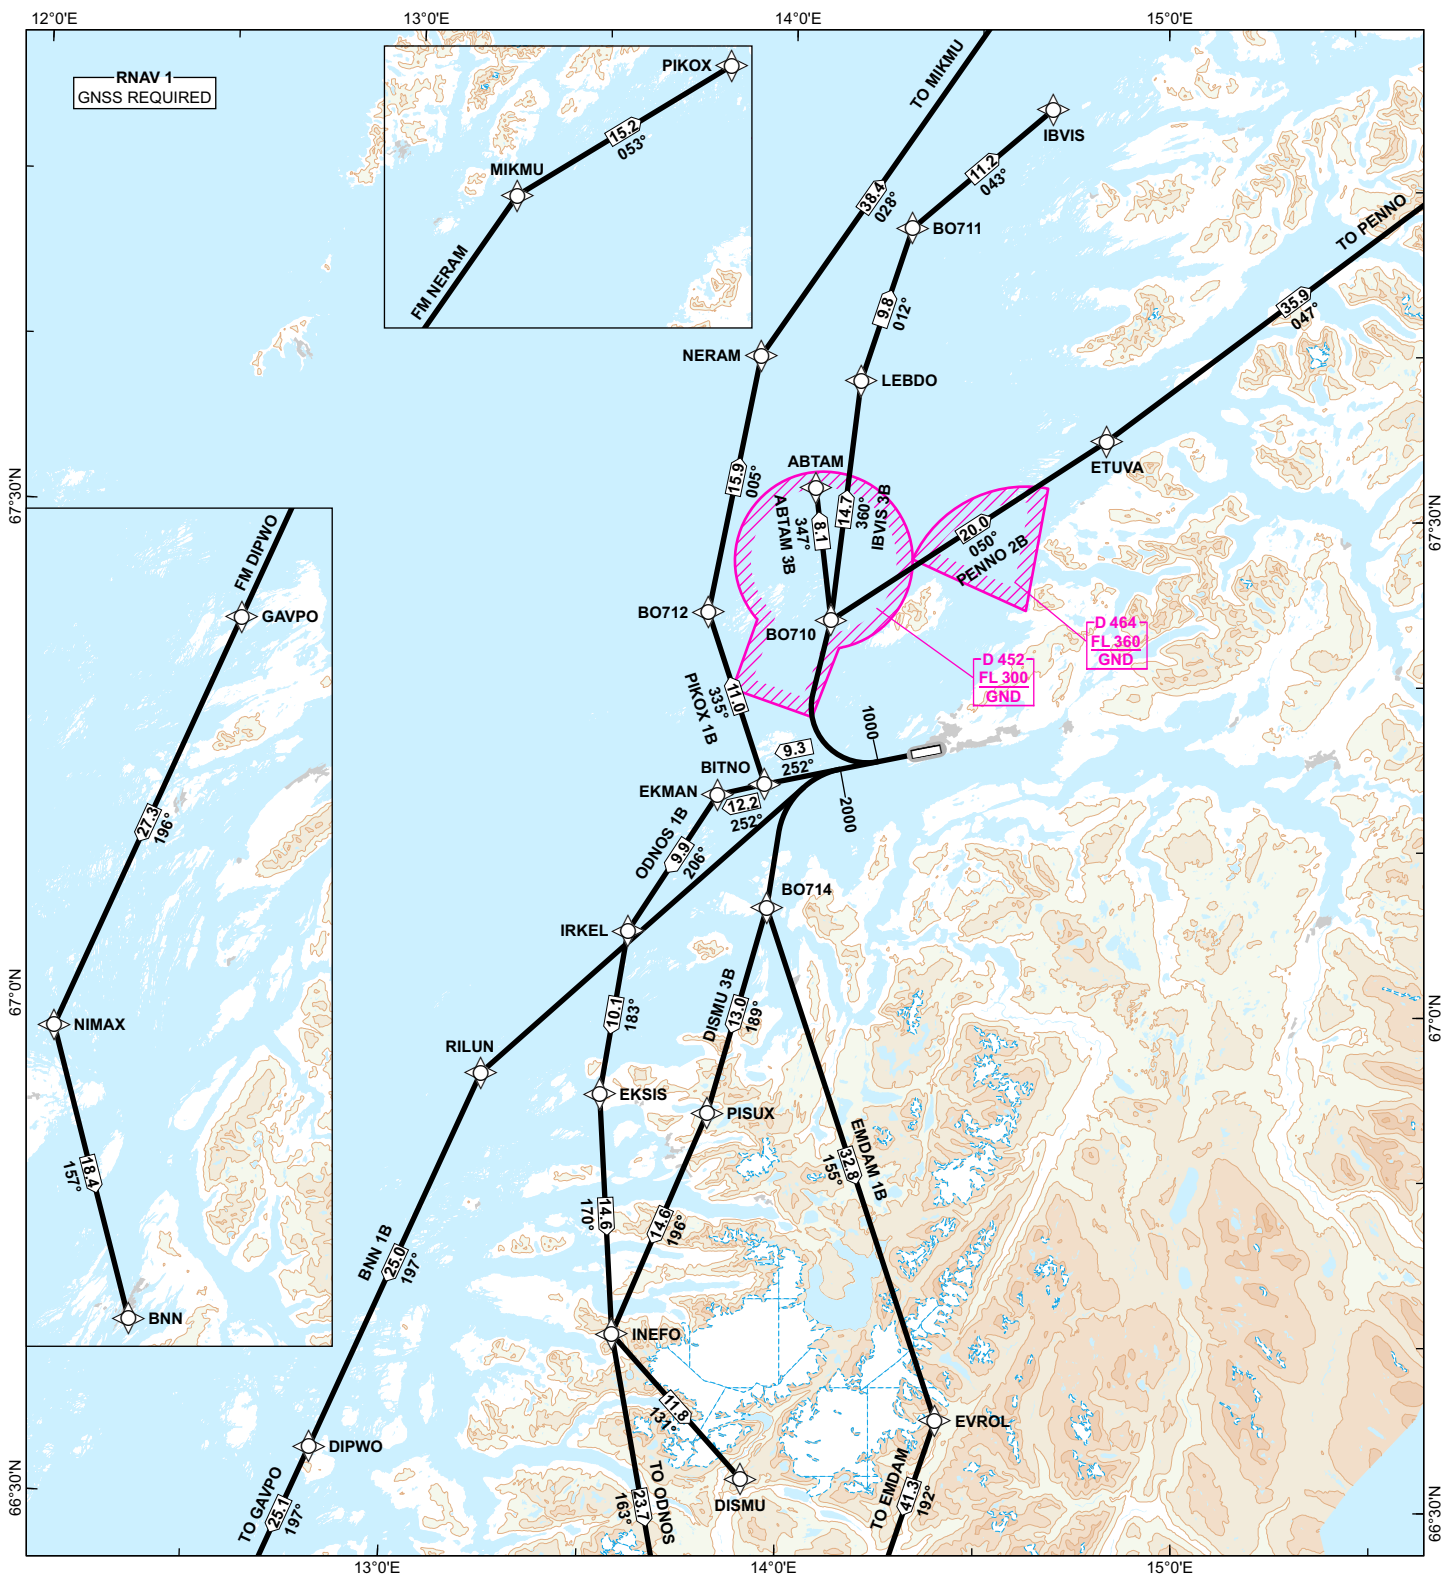 12°0'E
13°0'E
14°0'E
15°0'E
RNAV 1
GNSS REQUIRED
PIKOX
15.2
053°
MIKMU
FM NERAM
TO MIKMU
38.4
028°
IBVIS
11.2
043°
BO711
9.8
012°
TO PENNO
35.9
047°
NERAM
LEBDO
ETUVA
ABTAM
15.9
005°
ABTAM 3B
347°
8.1
14.7
360°
IBVIS 3B
20.0
050°
PENNO 2B
67°30'N
67°30'N
FM DIPWO
GAVPO
BO712
BO710
D 464
FL 360
GND
D 452
FL 300
GND
PIKOX 1B
335°
11.0
1000
2000
9.3
252°
BITNO
EKMAN
12.2
252°
ODNOS 1B
9.9
206°
27.3
196°
BO714
IRKEL
DISMU 3B
13.0
189°
10.1
183°
67°0'N
67°0'N
NIMAX
RILUN
EKSIS
PISUX
18.4
157°
EMDAM 1B
32.8
155°
14.6
170°
14.6
196°
BNN 1B
25.0
197°
BNN
INEFO
11.8
131°
EVROL
DIPWO
DISMU
TO GAVPO
25.1
197°
TO ODNOS
23.7
163°
TO EMDAM
41.3
192°
66°30'N
66°30'N
13°0'E
14°0'E
15°0'E